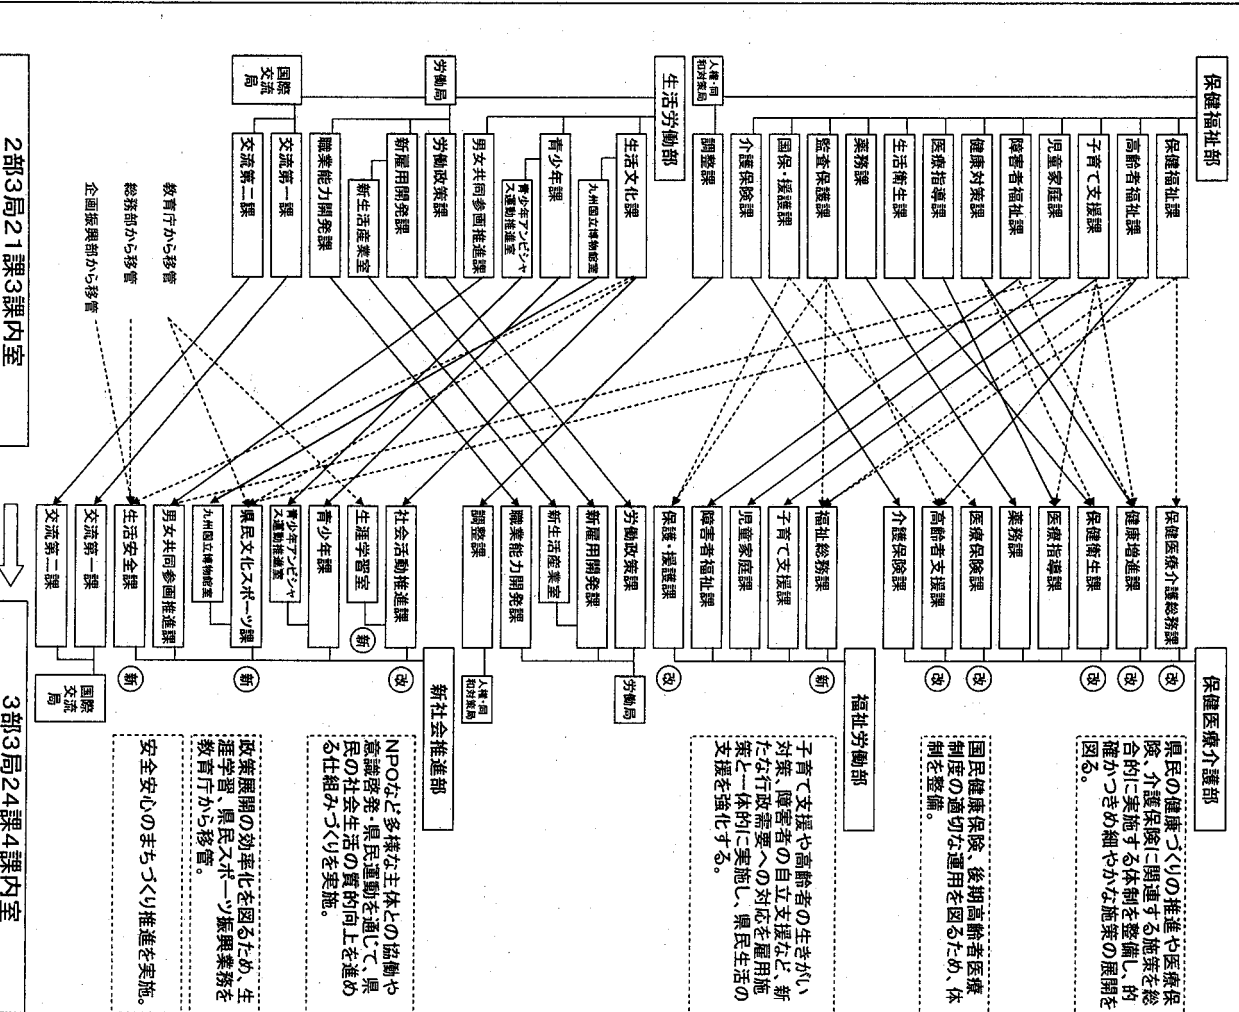 保健福祉部
保健福祉課
高齢者福祉課
子育て支援課
児童家庭課
障害者福祉課
健康対策課
医療指導課
生活衛生課
薬務課
監査保護課
国保・援護課
介護保険課
人権・同
和対策局
調整課
生活労働部
生活文化課
九州国立博物館室
青少年課
青少年アンビシャ
ス運動推進室
男女共同参画推進課
労働局
労働政策課
新雇用開発課
新生活産業室
職業能力開発課
国際
交流
局
交流第一課
交流第二課
教育庁から移管
総務部から移管
企画振興部から移管
2部3局21課3課内室
保健医療介護部
保健医療介護総務課
改
健康増進課
改
保健衛生課
改
医療指導課
薬務課
医療保険課
改
高齢者支援課
改
介護保険課
県民の健康づくりの推進や医療保
険、介護保険に関連する施策を総
合的に実施する体制を整備し、的
確かつきめ細やかな施策の展開を
図る。
国民健康保険、後期高齢者医療
制度の適切な運用を図るため、体
制を整備。
福祉労働部
福祉総務課
新
子育て支援課
児童家庭課
障害者福祉課
保護・援護課
改
労働局
労働政策課
新雇用開発課
新生活産業室
職業能力開発課
人権・同
和対策局
調整課
子育て支援や高齢者の生きがい
対策、障害者の自立支援など、新
たな行政需要への対応を雇用施
策と一体的に実施し、県民生活の
支援を強化する。
新社会推進部
社会活動推進課
改
生涯学習室
新
青少年課
青少年アンビシャ
ス運動推進室
県民文化スポーツ課
新
九州国立博物館室
男女共同参画推進課
生活安全課
新
国際
交流
局
交流第一課
交流第二課
NPOなど多様な主体との協働や
意識啓発・県民運動を通じて、県
民の社会生活の質的向上を進め
る仕組みづくりを実施。
政策展開の効率化を図るため、生
涯学習、県民スポーツ振興業務を
教育庁から移管。
安全安心のまちづくり推進を実施。
3部3局24課4課内室